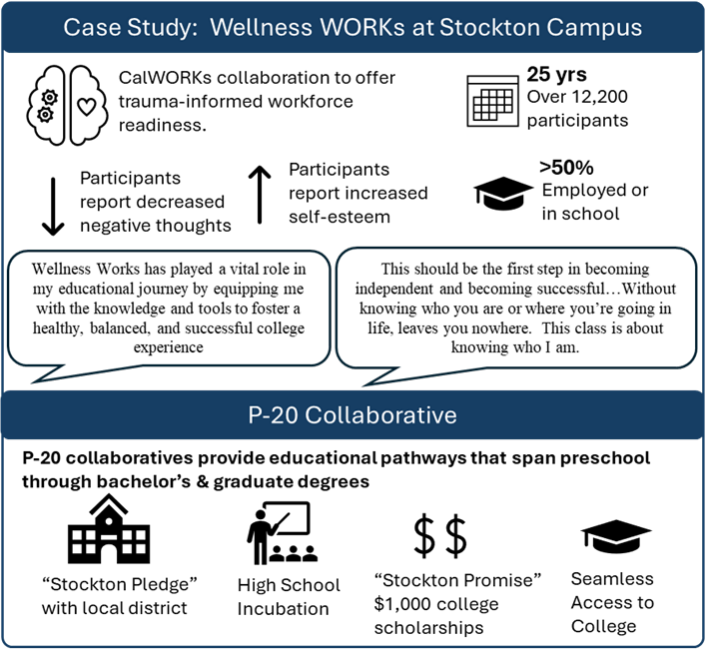 Case Study:  Wellness WORKs at Stockton Campus
CalWORKs collaboration to offer
trauma-informed workforce
readiness.
25 yrs
Over 12,200
participants
Participants
report decreased
negative thoughts
Participants
report increased
self-esteem
>50%
Employed or
in school
Wellness Works has played a vital role in
my educational journey by equipping me
with the knowledge and tools to foster a
healthy, balanced, and successful college
experience
This should be the first step in becoming
independent and becoming successful…Without
knowing who you are or where you’re going in
life, leaves you nowhere.  This class is about
knowing who I am.
P-20 Collaborative
P-20 collaboratives provide educational pathways that span preschool
through bachelor’s & graduate degrees
$ $
“Stockton Pledge”
with local district
High School
Incubation
“Stockton Promise”
$1,000 college
scholarships
Seamless
Access to
College